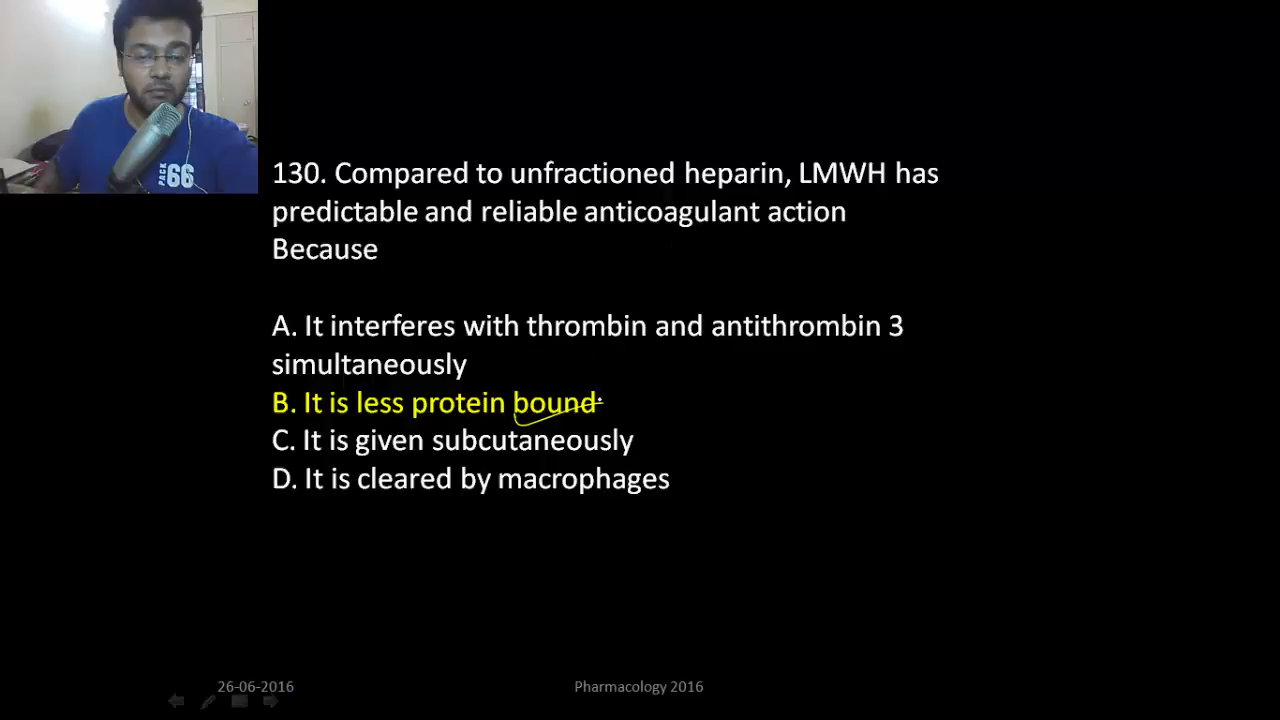 PACK
66
130. Compared to unfractioned heparin, LMWH has
predictable and reliable anticoagulant action
Because
A. It interferes with thrombin and antithrombin 3
simultaneously
B. It is less protein bound
C. It is given subcutaneously
D. It is cleared by macrophages
26-06-2016
Pharmacology 2016